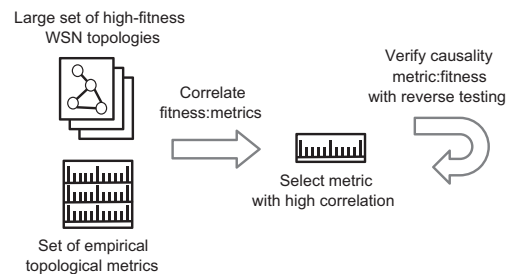 Large set of high-fitness
WSN topologies
Correlate
fitness:metrics
Set of empirical
topological metrics
Select metric
with high correlation
Verify causality
metric:fitness
with reverse testing